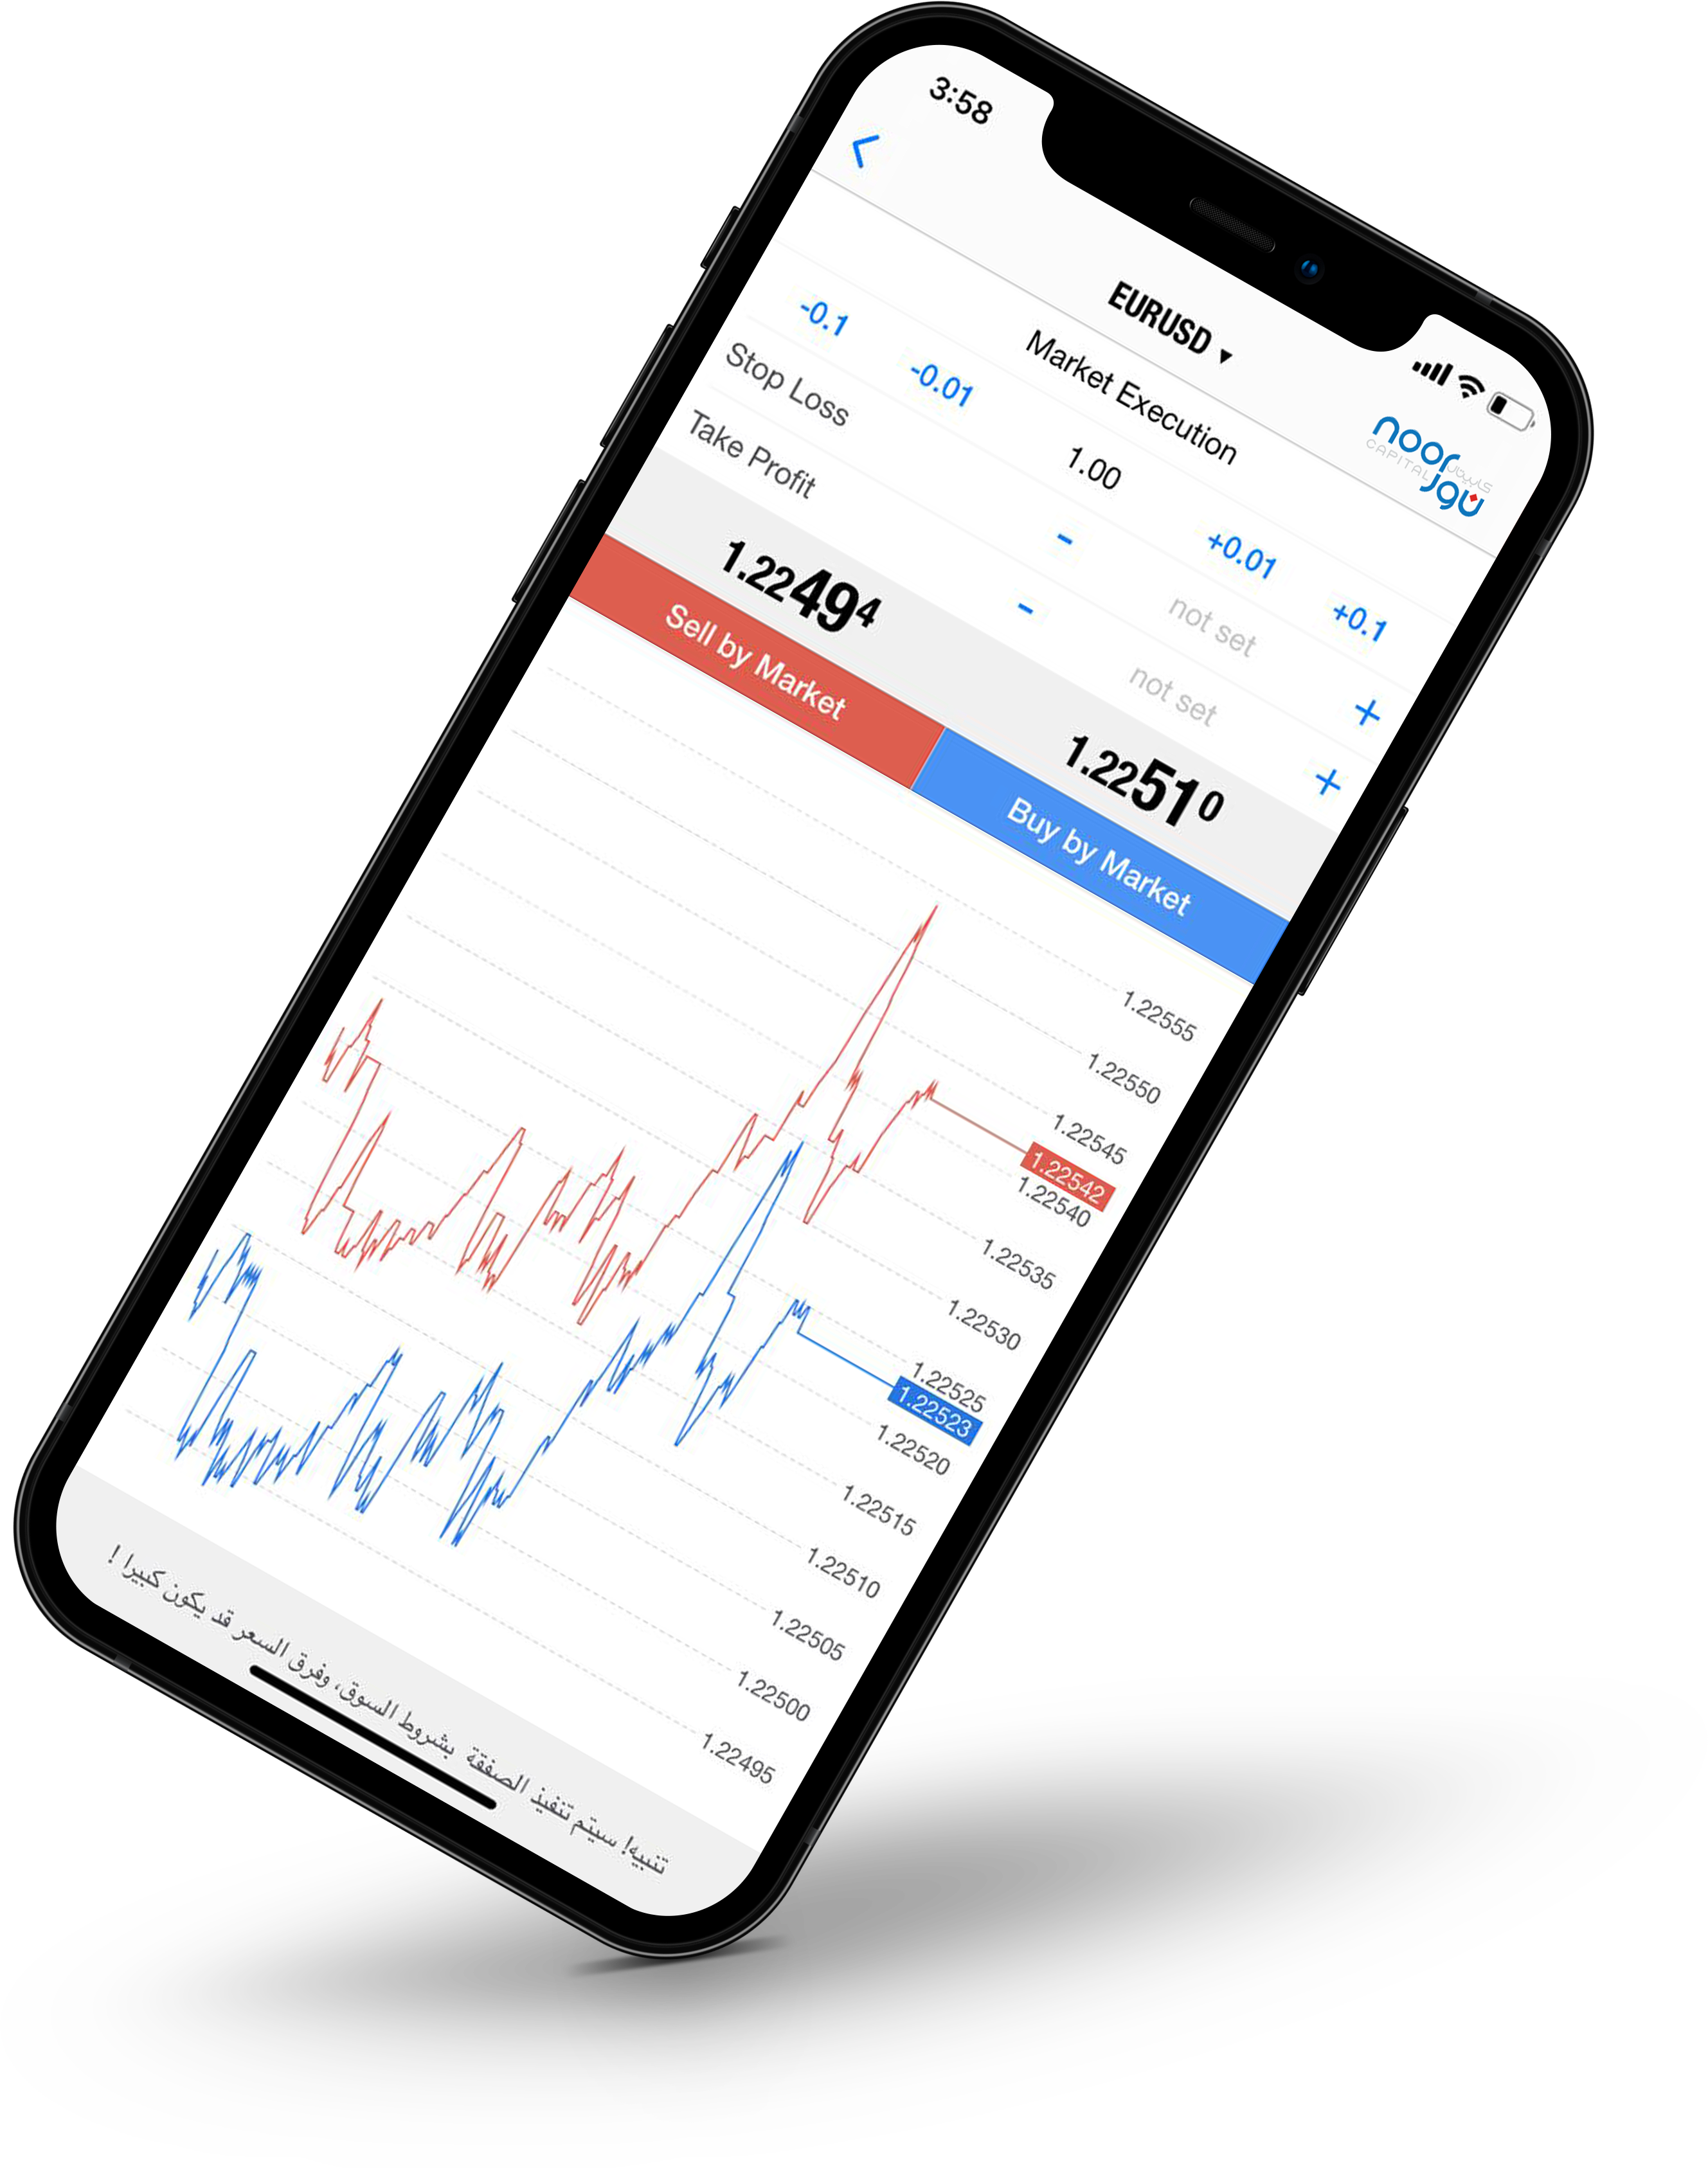 3:58
noor
CAPITAL كابيتال
نور
EURUSD ▾
Market Execution
-0.1 -0.01 1.00 +0.01 +0.1
Stop Loss - not set +
Take Profit - not set +
1.22494 1.22510
Sell by Market Buy by Market
1.22555
1.22550
1.22545
1.22542
1.22540
1.22535
1.22530
1.22525
1.22523
1.22520
1.22515
1.22510
1.22505
1.22500
1.22495
تنبيه! سيتم تنفيذ الصفقة بشروط السوق، وفرق السعر قد يكون كبيرا !